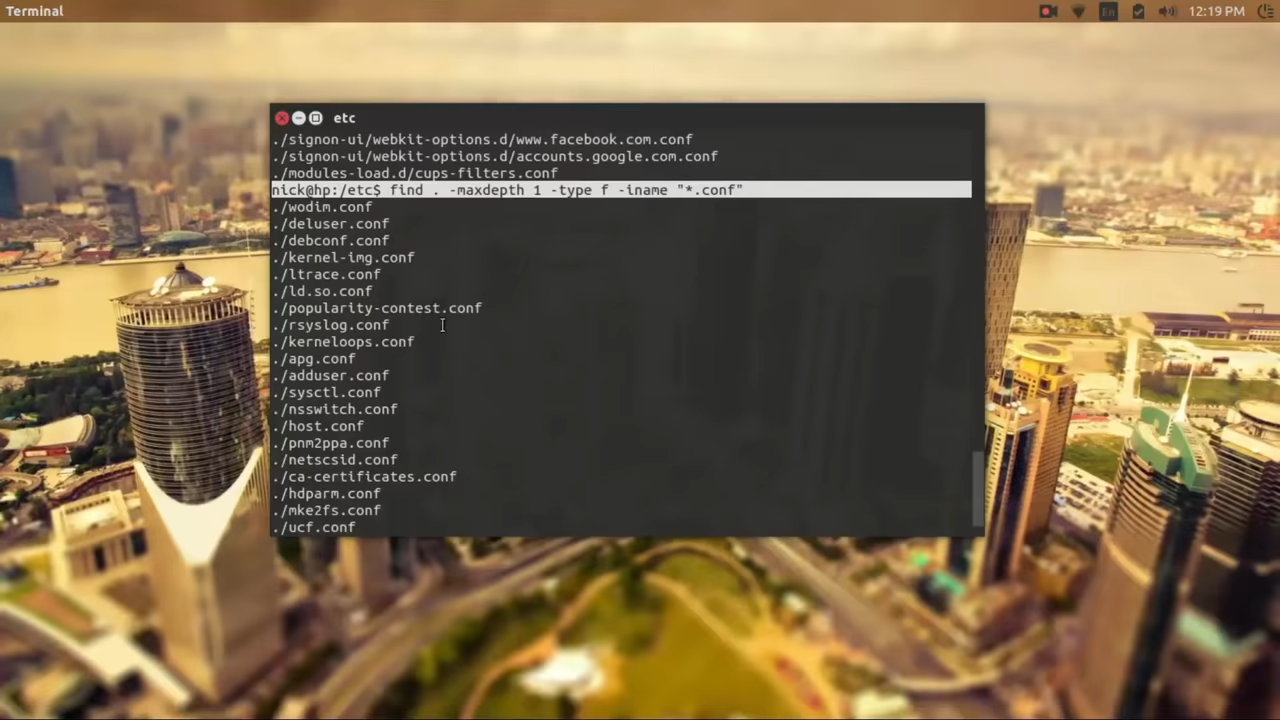 Terminal
En
12:19 PM
etc
./signon-ui/webkit-options.d/www.facebook.com.conf
./signon-ui/webkit-options.d/accounts.google.com.conf
./modules-load.d/cups-filters.conf
nick@hp:/etc$ find . -maxdepth 1 -type f -iname "*.conf"
./wodim.conf
./deluser.conf
./debconf.conf
./kernel-img.conf
./ltrace.conf
./ld.so.conf
./popularity-contest.conf
./rsyslog.conf
./kerneloops.conf
./apg.conf
./adduser.conf
./sysctl.conf
./nsswitch.conf
./host.conf
./pnm2ppa.conf
./netscsid.conf
./ca-certificates.conf
./hdparm.conf
./mke2fs.conf
./ucf.conf